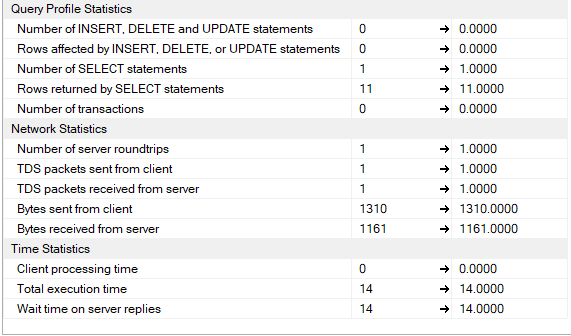 Query Profile Statistics
Number of INSERT, DELETE and UPDATE statements 0 → 0.0000
Rows affected by INSERT, DELETE, or UPDATE statements 0 → 0.0000
Number of SELECT statements 1 → 1.0000
Rows returned by SELECT statements 11 → 11.0000
Number of transactions 0 → 0.0000
Network Statistics
Number of server roundtrips 1 → 1.0000
TDS packets sent from client 1 → 1.0000
TDS packets received from server 1 → 1.0000
Bytes sent from client 1310 → 1310.0000
Bytes received from server 1161 → 1161.0000
Time Statistics
Client processing time 0 → 0.0000
Total execution time 14 → 14.0000
Wait time on server replies 14 → 14.0000